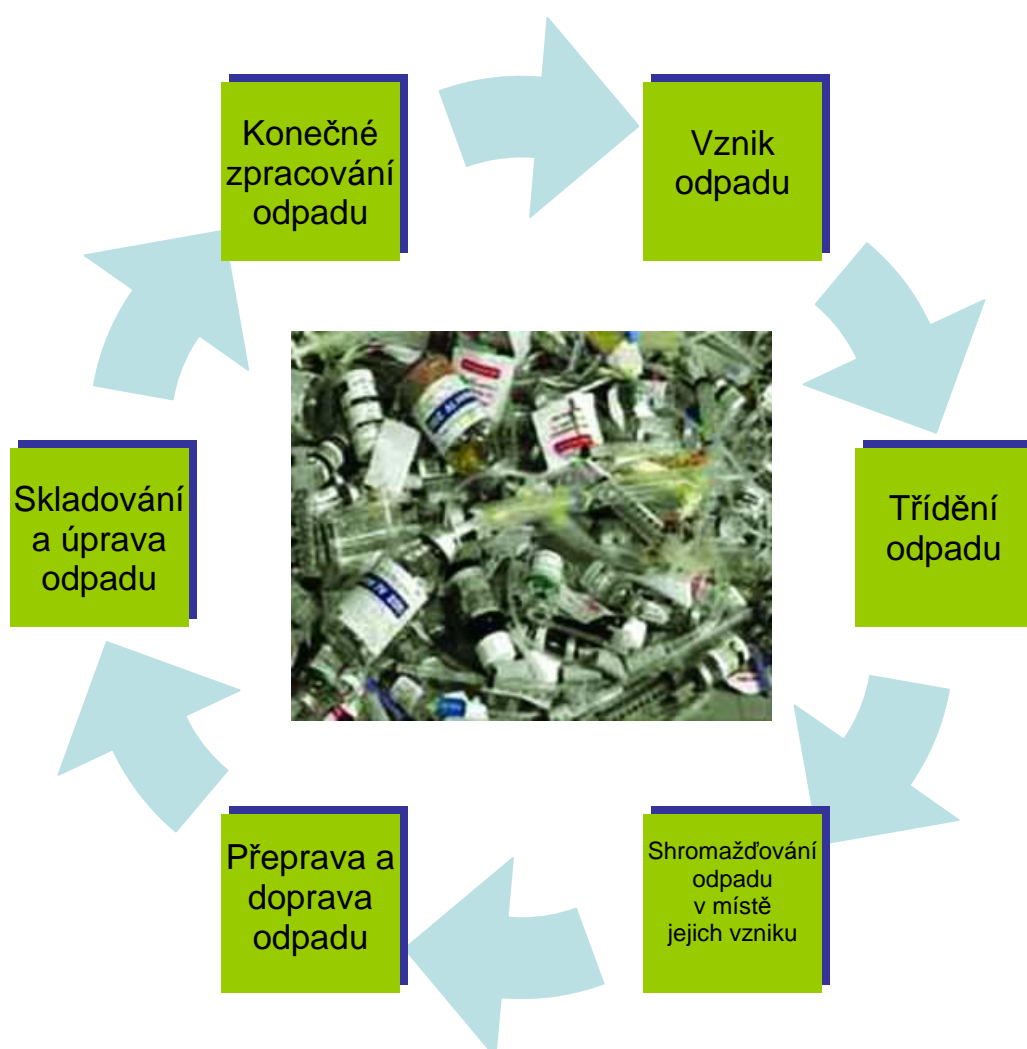 Konečné
zpracování
odpadu
Vznik
odpadu
Třídění
odpadu
Shromažďování
odpadu
v místě
jejich vzniku
Přeprava a
doprava
odpadu
Skladování
a úprava
odpadu